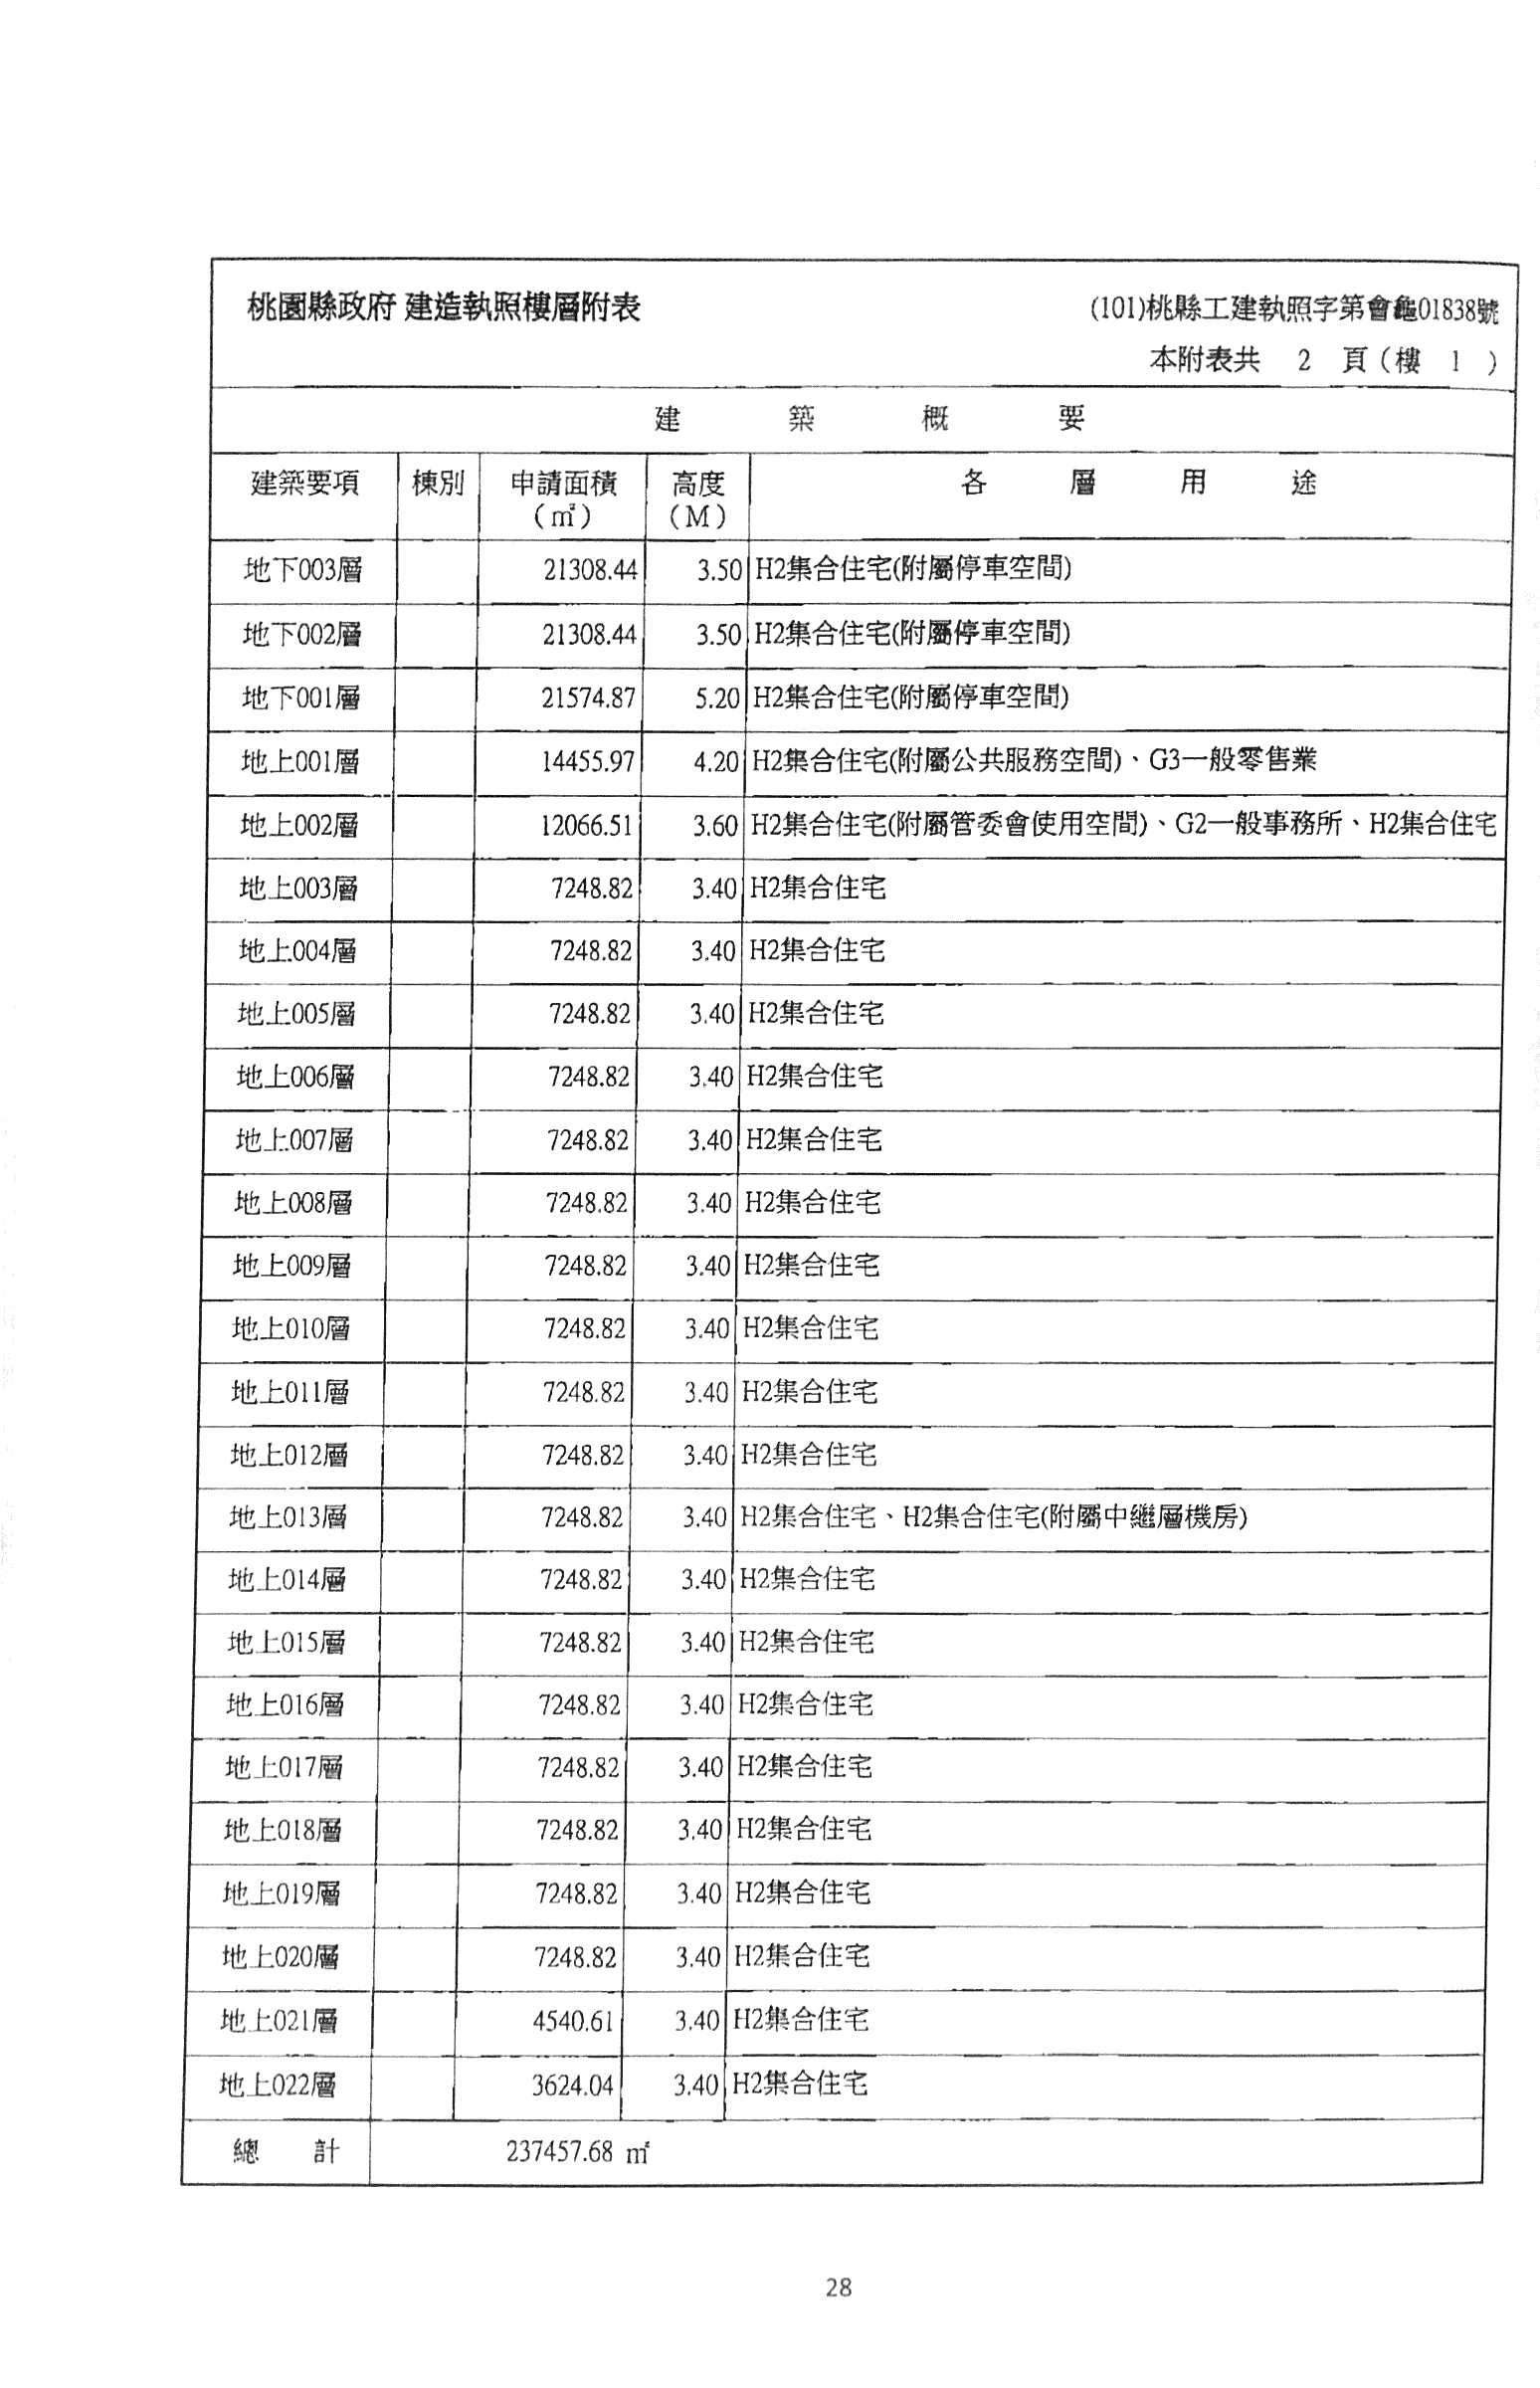 桃園縣政府 建造執照樓層附表
(101)桃縣工建執照字第會龜01838號
本附表共 2 頁(樓 1 )
建 築 概 要
建築要項 棟別 申請面積(㎡) 高度(M) 各 層 用 途
地下003層 21308.44 3.50 H2集合住宅(附屬停車空間)
地下002層 21308.44 3.50 H2集合住宅(附屬停車空間)
地下001層 21574.87 5.20 H2集合住宅(附屬停車空間)
地上001層 14455.97 4.20 H2集合住宅(附屬公共服務空間)、G3一般零售業
地上002層 12066.51 3.60 H2集合住宅(附屬管委會使用空間)、G2一般事務所、H2集合住宅
地上003層 7248.82 3.40 H2集合住宅
地上004層 7248.82 3.40 H2集合住宅
地上005層 7248.82 3.40 H2集合住宅
地上006層 7248.82 3.40 H2集合住宅
地上007層 7248.82 3.40 H2集合住宅
地上008層 7248.82 3.40 H2集合住宅
地上009層 7248.82 3.40 H2集合住宅
地上010層 7248.82 3.40 H2集合住宅
地上011層 7248.82 3.40 H2集合住宅
地上012層 7248.82 3.40 H2集合住宅
地上013層 7248.82 3.40 H2集合住宅、H2集合住宅(附屬中繼層機房)
地上014層 7248.82 3.40 H2集合住宅
地上015層 7248.82 3.40 H2集合住宅
地上016層 7248.82 3.40 H2集合住宅
地上017層 7248.82 3.40 H2集合住宅
地上018層 7248.82 3.40 H2集合住宅
地上019層 7248.82 3.40 H2集合住宅
地上020層 7248.82 3.40 H2集合住宅
地上021層 4540.61 3.40 H2集合住宅
地上022層 3624.04 3.40 H2集合住宅
總 計 237457.68 ㎡
28